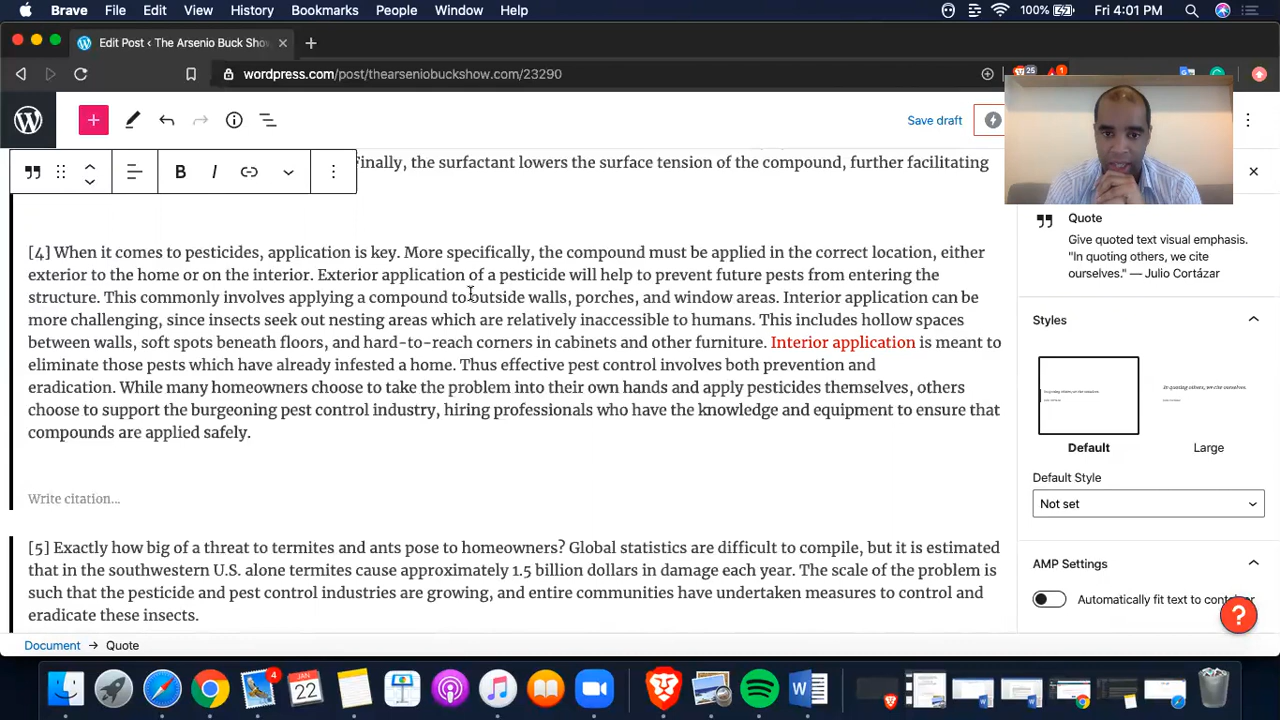 Brave File Edit View History Bookmarks People Window Help 100% Fri 4:01 PM
Edit Post ‹ The Arsenio Buck Show
wordpress.com/post/thearseniobuckshow.com/23290 25 1
Save draft
Finally, the surfactant lowers the surface tension of the compound, further facilitating
[4] When it comes to pesticides, application is key. More specifically, the compound must be applied in the correct location, either
exterior to the home or on the interior. Exterior application of a pesticide will help to prevent future pests from entering the
structure. This commonly involves applying a compound to outside walls, porches, and window areas. Interior application can be
more challenging, since insects seek out nesting areas which are relatively inaccessible to humans. This includes hollow spaces
between walls, soft spots beneath floors, and hard-to-reach corners in cabinets and other furniture. Interior application is meant to
eliminate those pests which have already infested a home. Thus effective pest control involves both prevention and
eradication. While many homeowners choose to take the problem into their own hands and apply pesticides themselves, others
choose to support the burgeoning pest control industry, hiring professionals who have the knowledge and equipment to ensure that
compounds are applied safely.
Write citation...
[5] Exactly how big of a threat to termites and ants pose to homeowners? Global statistics are difficult to compile, but it is estimated
that in the southwestern U.S. alone termites cause approximately 1.5 billion dollars in damage each year. The scale of the problem is
such that the pesticide and pest control industries are growing, and entire communities have undertaken measures to control and
eradicate these insects.
Document → Quote
Quote
Give quoted text visual emphasis.
"In quoting others, we cite
ourselves." — Julio Cortázar
Styles
In quoting others, we cite ourselves.
Default
Large
Default Style
Not set
AMP Settings
Automatically fit text to container
4
JAN
22